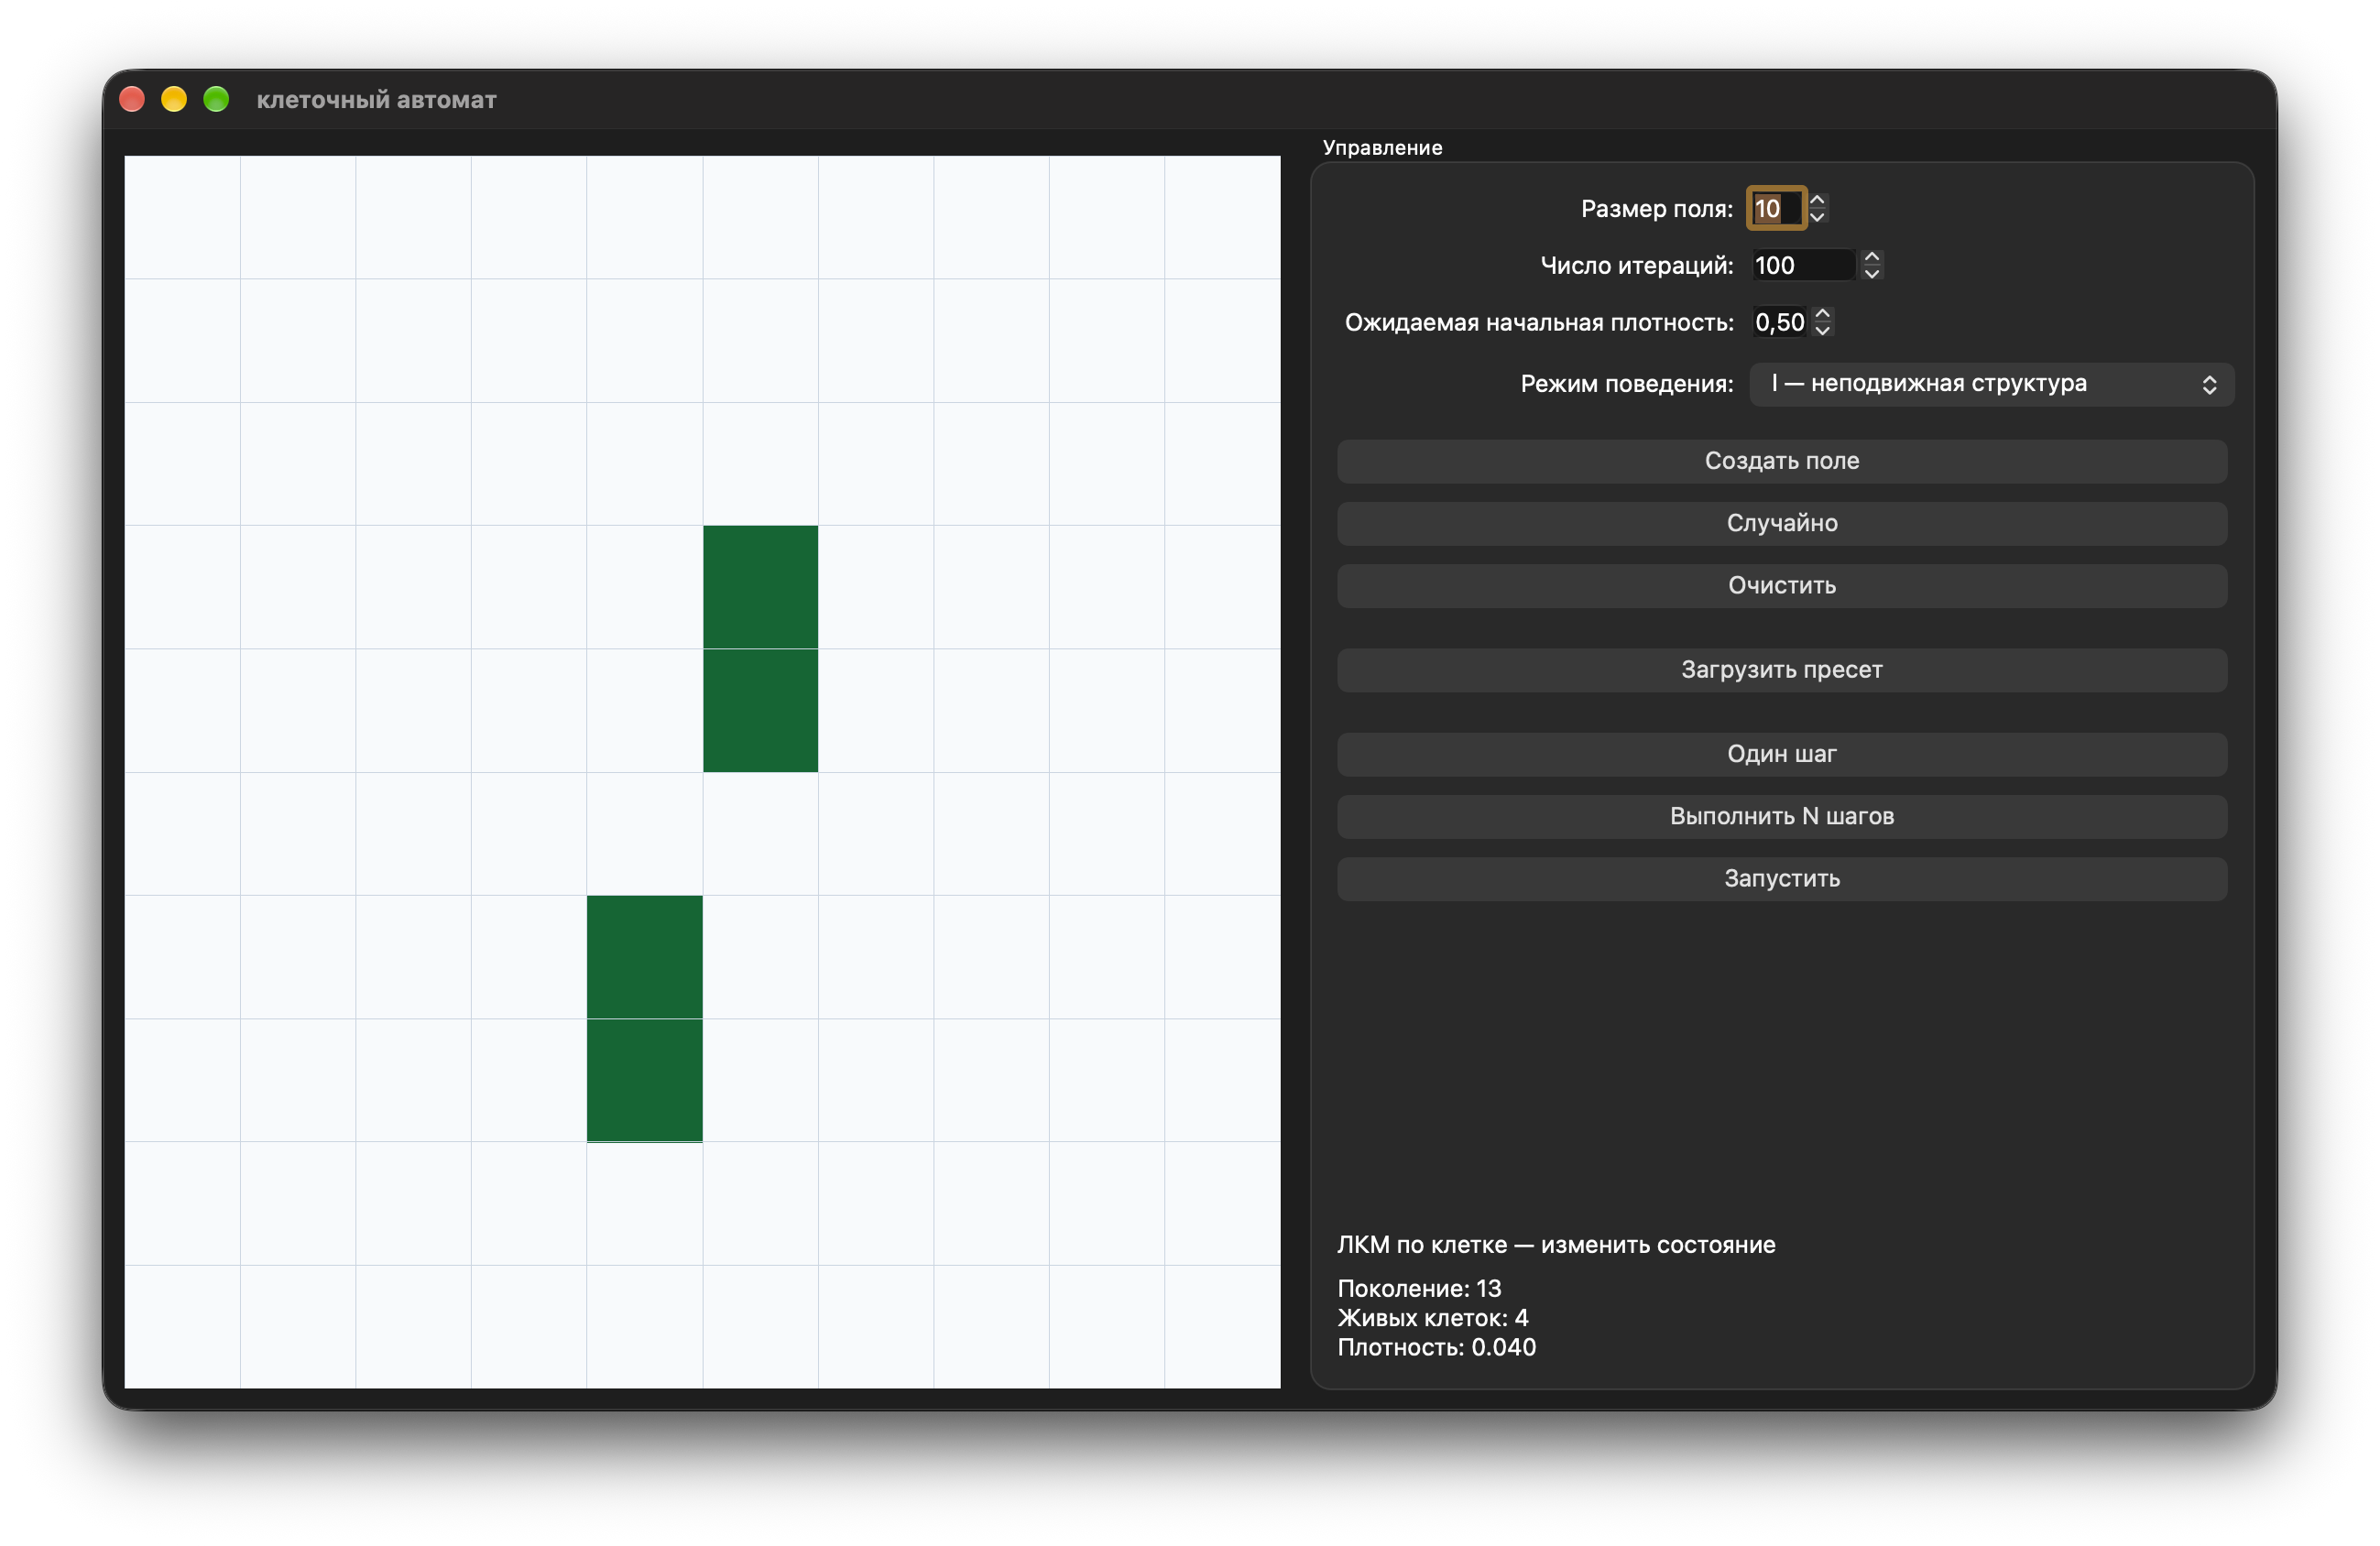 клеточный автомат
Управление
Размер поля: 10
Число итераций: 100
Ожидаемая начальная плотность: 0,50
Режим поведения: I — неподвижная структура
Создать поле
Случайно
Очистить
Загрузить пресет
Один шаг
Выполнить N шагов
Запустить
ЛКМ по клетке — изменить состояние
Поколение: 13
Живых клеток: 4
Плотность: 0.040